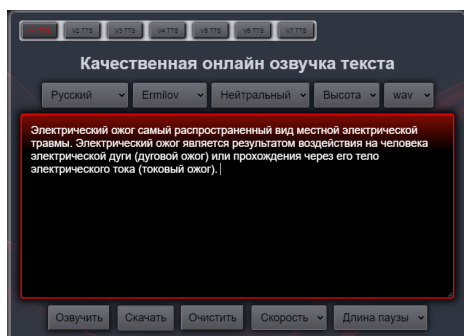 V2 TTS V3 TTS V4 TTS V5 TTS V6 TTS V7 TTS
Качественная онлайн озвучка текста
Русский Ermilov Нейтральный Высота wav
Электрический ожог самый распространенный вид местной электрической
травмы. Электрический ожог является результатом воздействия на человека
электрической дуги (дуговой ожог) или прохождения через его тело
электрического тока (токовый ожог).
Озвучить Скачать Очистить Скорость Длина паузы